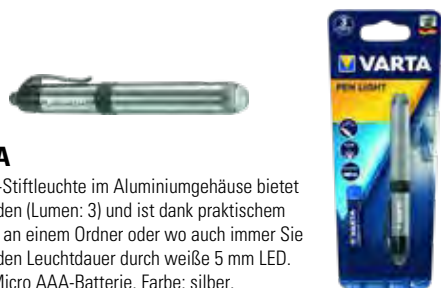 A
-Stiftleuchte im Aluminiumgehäuse bietet
den (Lumen: 3) und ist dank praktischem
an einem Ordner oder wo auch immer Sie
den Leuchtdauer durch weiße 5 mm LED.
Micro AAA-Batterie. Farbe: silber.
VARTA
PEN LIGHT
VARTA